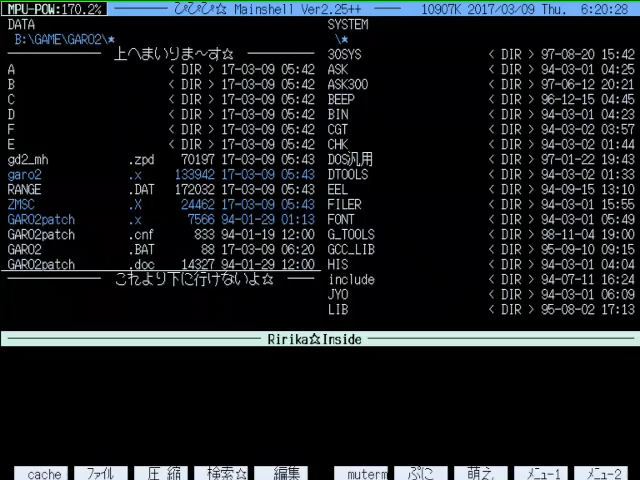 MPU-POW:170.2% ぴぴぴ☆ Mainshell Ver2.25++ 10907K 2017/03/09 Thu. 6:20:28
DATA
B:\GAME\GARO2\★
上へまいりま～す☆
A < DIR > 17-03-09 05:42
B < DIR > 17-03-09 05:42
C < DIR > 17-03-09 05:42
D < DIR > 17-03-09 05:42
F < DIR > 17-03-09 05:42
E < DIR > 17-03-09 05:42
gd2_mh .zpd 70197 17-03-09 05:43
garo2 .x 133942 17-03-09 05:43
RANGE .DAT 172032 17-03-09 05:43
ZMSC .X 24462 17-03-09 05:43
GARO2patch .x 7566 94-01-29 01:13
GARO2patch .cnf 833 94-01-19 12:00
GARO2 .BAT 88 17-03-09 06:20
GARO2patch .doc 14327 94-01-29 12:00
これより下に行けないよ☆
SYSTEM
\★
30SYS < DIR > 97-08-20 15:42
ASK < DIR > 94-03-01 04:25
ASK300 < DIR > 97-06-12 20:21
BEEP < DIR > 96-12-15 04:45
BIN < DIR > 94-03-01 04:23
CGT < DIR > 94-03-02 03:57
CHK < DIR > 94-03-02 01:44
DOS汎用 < DIR > 97-01-22 19:43
DTOOLS < DIR > 94-03-02 01:33
EEL < DIR > 94-09-15 13:10
FILER < DIR > 94-03-01 15:55
FONT < DIR > 94-03-01 05:49
G_TOOLS < DIR > 98-11-04 19:00
GCC_LIB < DIR > 95-09-10 09:15
HIS < DIR > 94-03-01 04:04
include < DIR > 94-07-11 16:24
JYO < DIR > 94-03-01 06:09
LIB < DIR > 95-08-02 17:13
Ririka☆Inside
cache ファイル 圧 縮 検索☆ 編集 muterm ぷに 萌え メニュー1 メニュー2